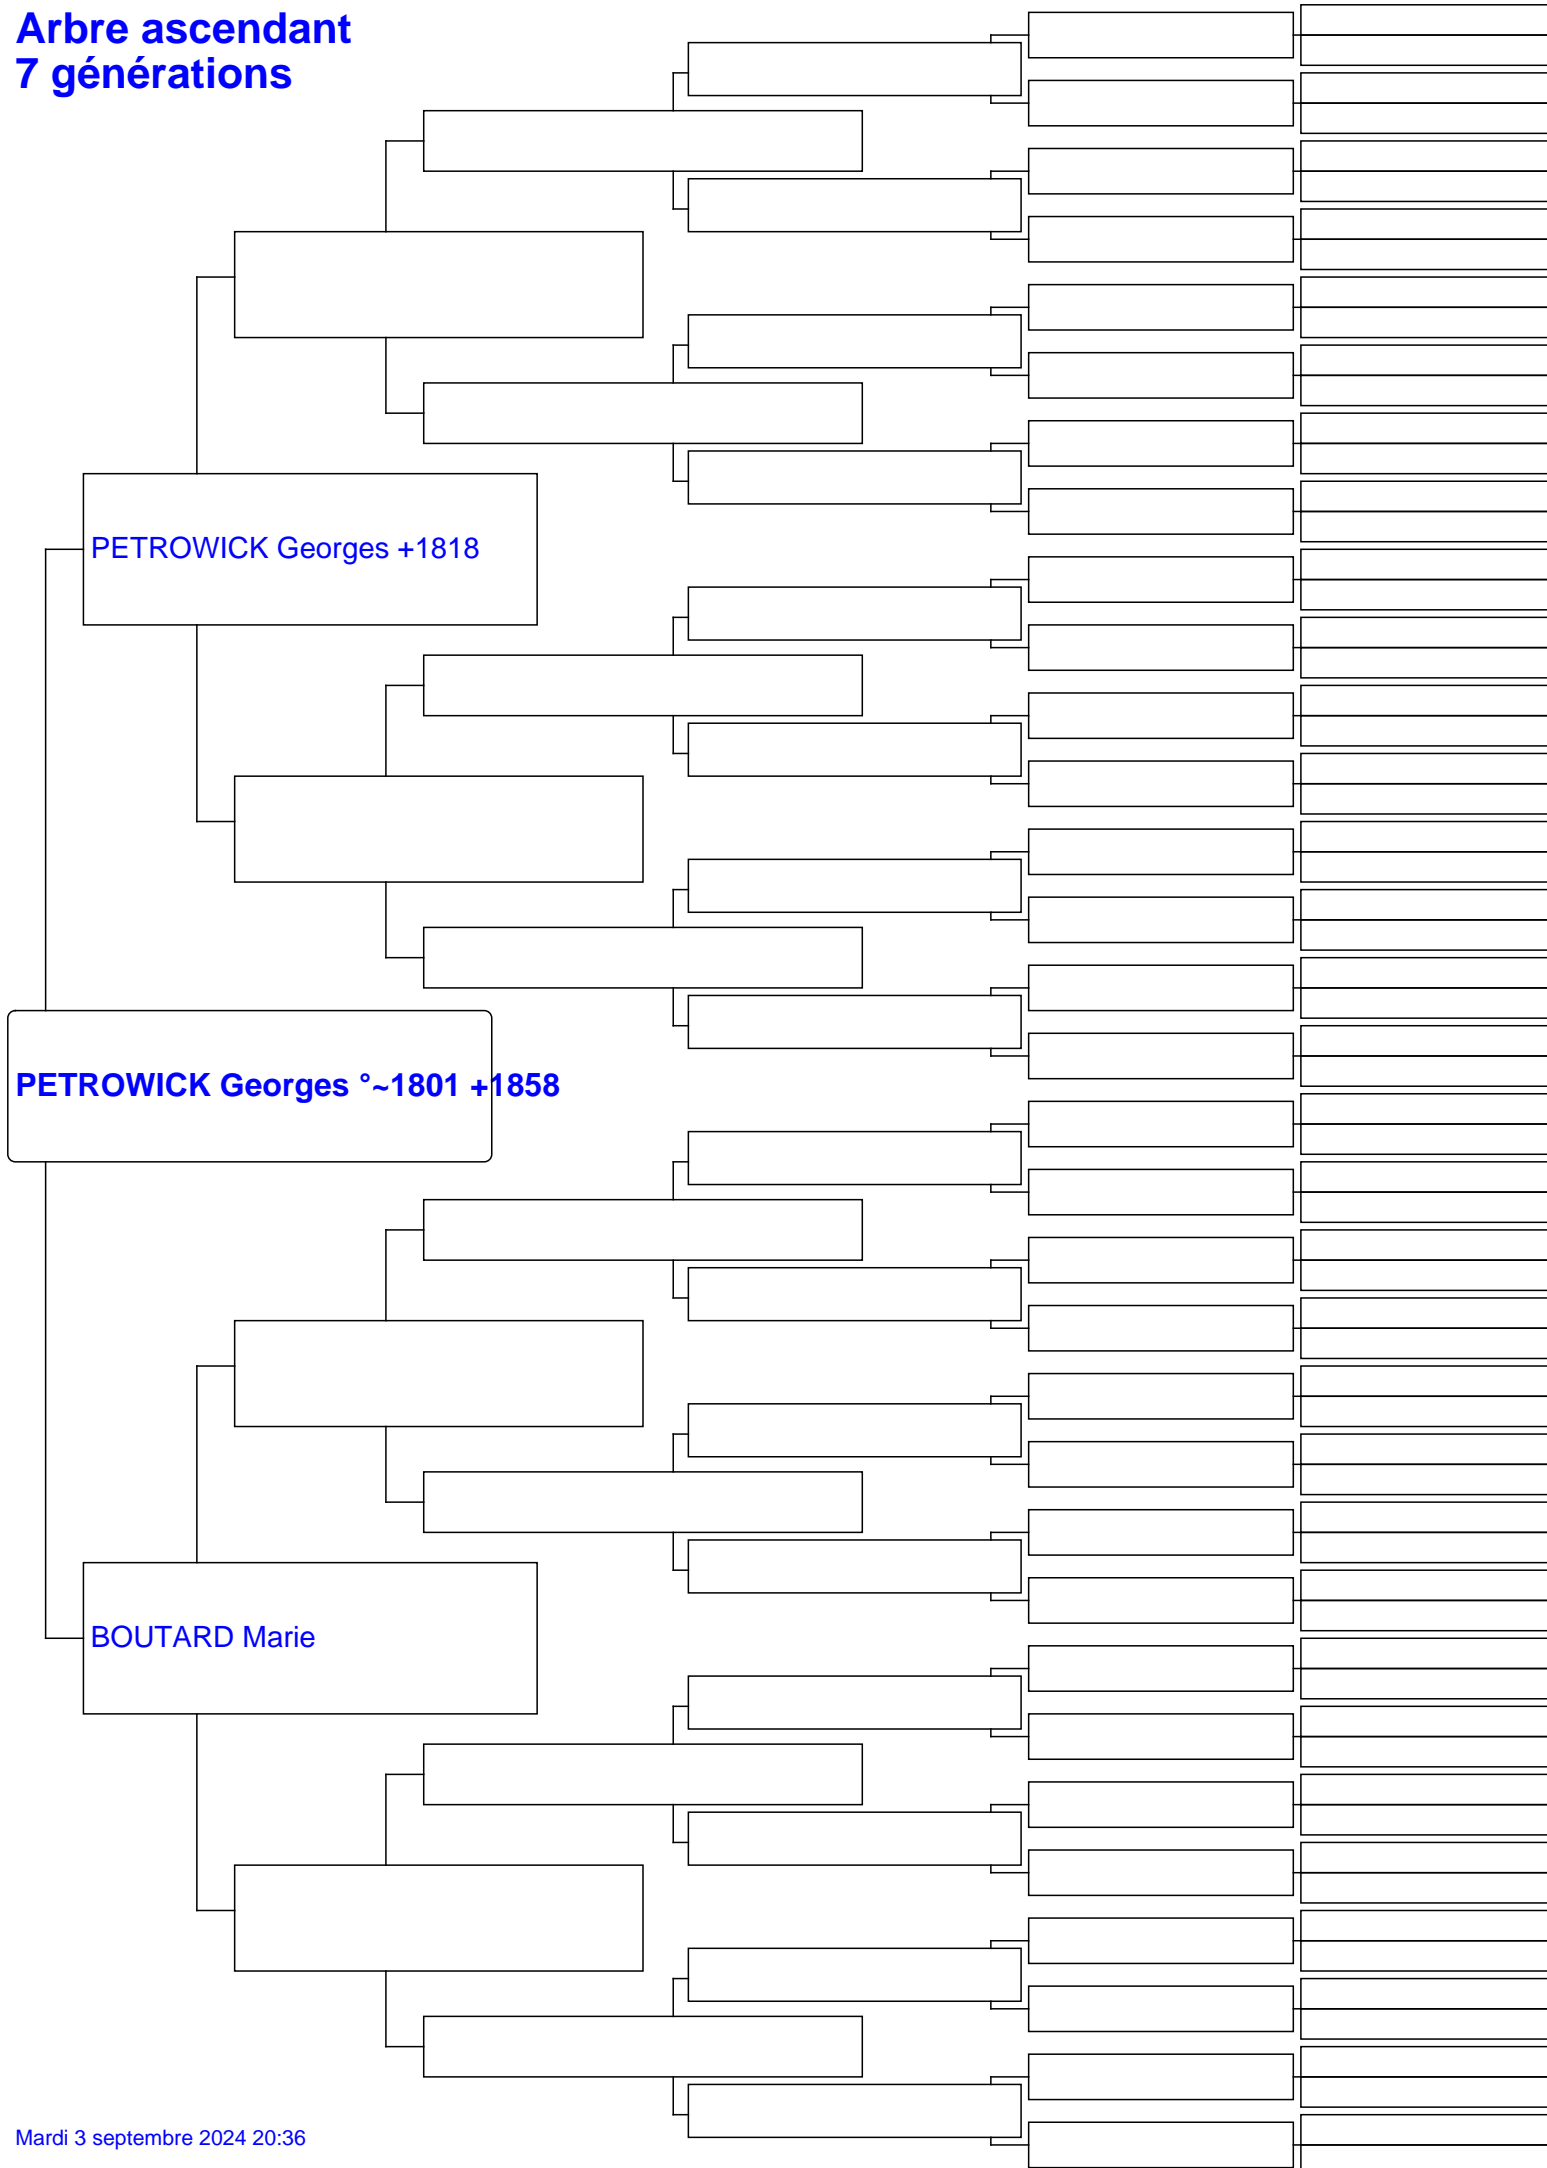 Arbre ascendant
7 générations
PETROWICK Georges +1818
PETROWICK Georges °~1801 +1858
BOUTARD Marie
Mardi 3 septembre 2024 20:36